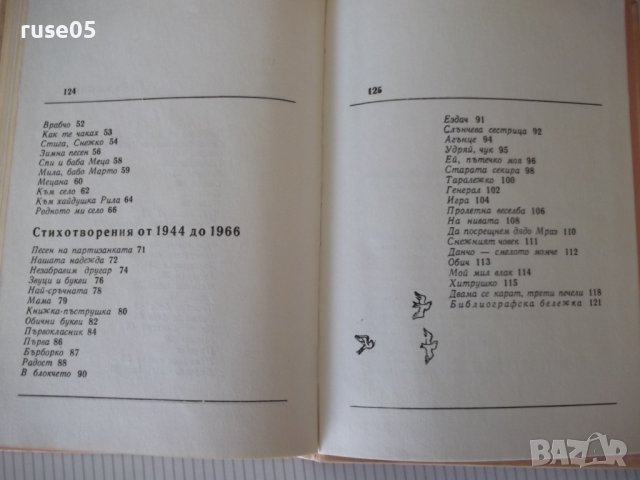 ruse05
124
Врабчо 52
Как те чаках 53
Стига, Снежко 54
Зимна песен 56
Спи и баба Меца 58
Мила, бабо Марто 59
Мецана 60
Към село 62
Към хайдушка Рила 64
Родното ми село 66
Стихотворения от 1944 до 1966
Песен на партизанката 71
Нашата надежда 72
Незабравим другар 74
Звуци и букви 76
Най-сръчната 78
Мама 79
Книжка-пъструшка 80
Обични букви 82
Първокласник 84
Първа 86
Бърборко 87
Радост 88
В блокчето 90
125
Ездач 91
Слънчева сестрица 92
Агънце 94
Удряй, чук 95
Ей, пътечко моя 96
Старата секира 98
Таралежко 100
Генерал 102
Игра 104
Пролетна веселба 106
На нивата 108
Да посрещнем дядо Мраз 110
Снежният човек 111
Данчо — смелото момче 112
Обич 113
Мой мил влак 114
Хитрушко 115
Двама се карат, трети печели 118
Библиографска бележка 121
BAZAR